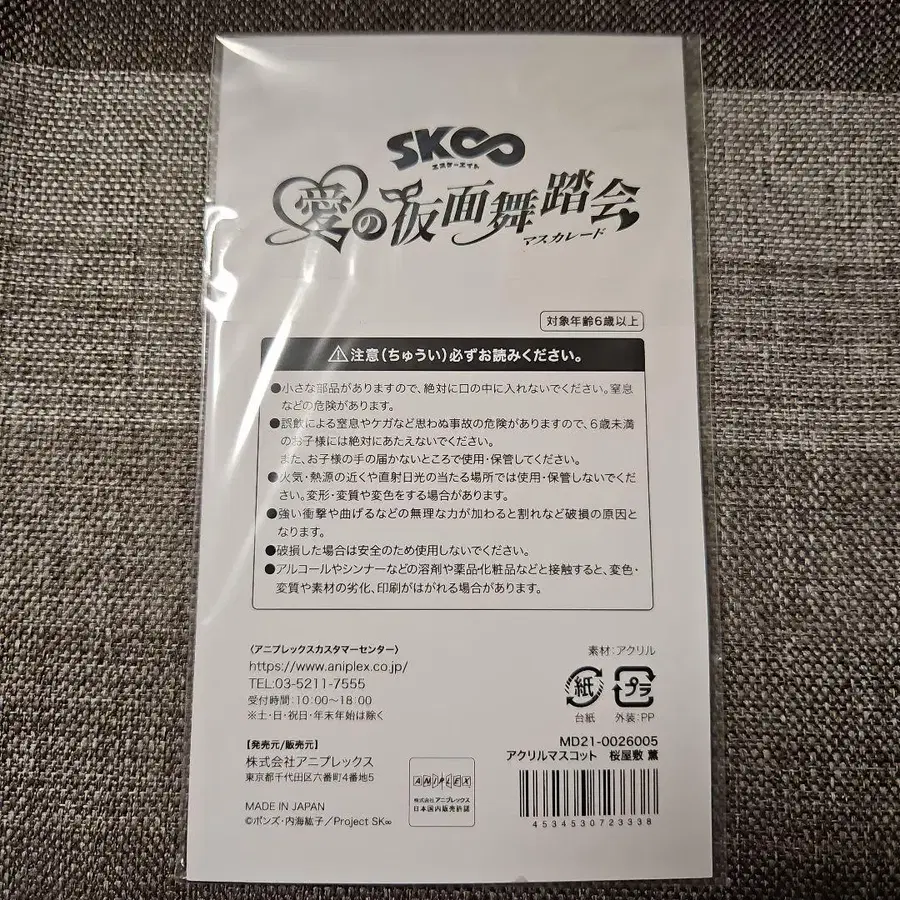 SK∞
エスケーエイト
愛の仮面舞踏会
マスカレード
対象年齢6歳以上
注意(ちゅうい)必ずお読みください。
●小さな部品がありますので、絶対に口の中に入れないでください。窒息
などの危険があります。
●誤飲による窒息やケガなど思わぬ事故の危険がありますので、6歳未満
のお子様には絶対にあたえないでください。
また、お子様の手の届かないところで使用・保管してください。
●火気・熱源の近くや直射日光の当たる場所では使用・保管しないでくだ
さい。変形・変質や変色をする場合があります。
●強い衝撃や曲げるなどの無理な力が加わると割れなど破損の原因と
なります。
●破損した場合は安全のため使用しないでください。
●アルコールやシンナーなどの溶剤や薬品化粧品などと接触すると、変色・
変質や素材の劣化、印刷がはがれる場合があります。
〈アニプレックスカスタマーセンター〉
https://www.aniplex.co.jp/
TEL:03-5211-7555
受付時間:10:00〜18:00
※土・日・祝日・年末年始は除く
素材:アクリル
紙
プラ
台紙
外装:PP
【発売元/販売元】
株式会社アニプレックス
東京都千代田区六番町4番地5
MADE IN JAPAN
©ボンズ・内海紘子/Project SK∞
ANIPLEX
株式会社アニプレックス
日本国内販売許諾
MD21-0026005
アクリルマスコット 桜屋敷 薫
4534530723338